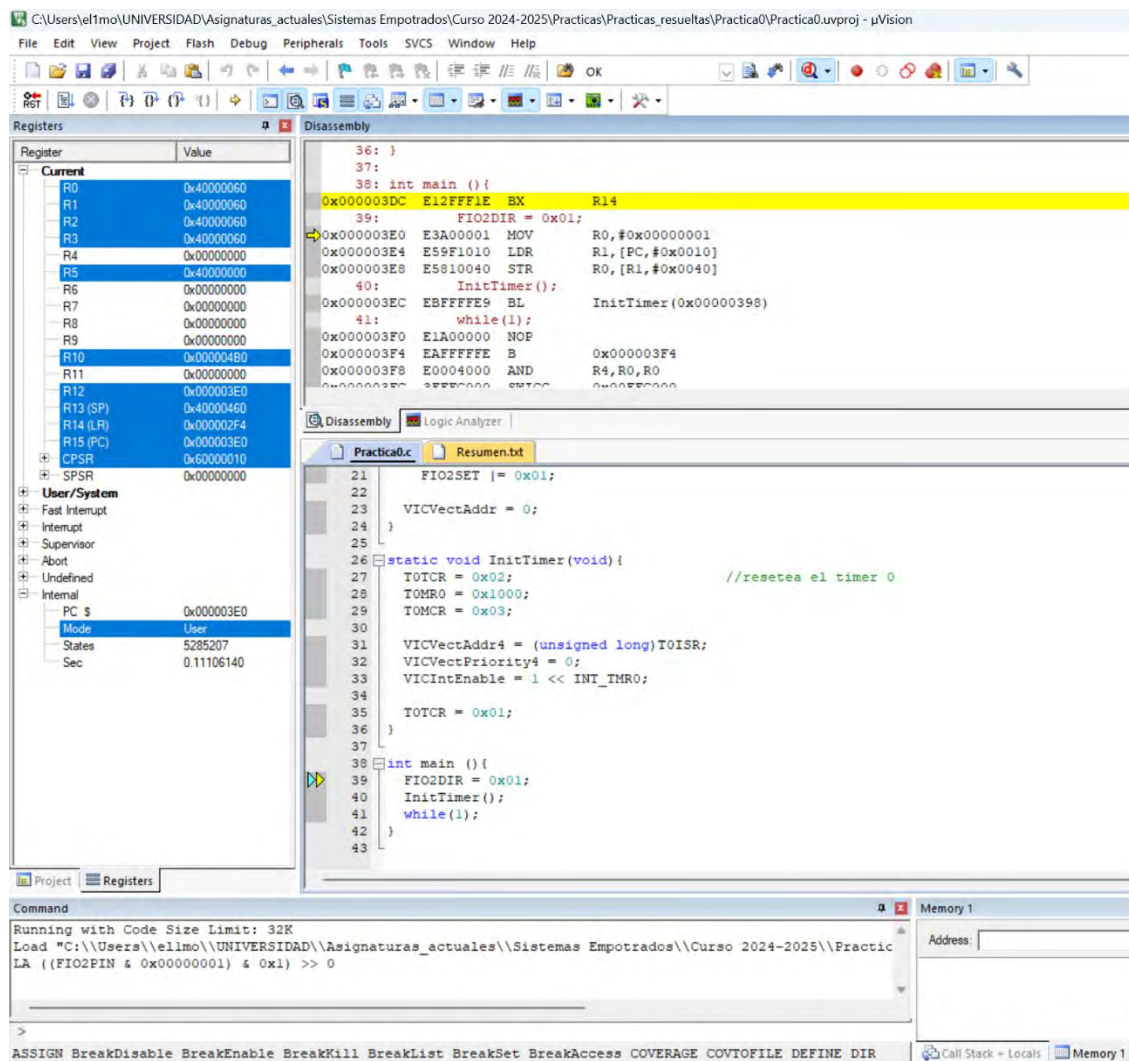 C:\Users\el1mo\UNIVERSIDAD\Asignaturas_actuales\Sistemas Empotrados\Curso 2024-2025\Practicas\Practicas_resueltas\Practica0\Practica0.uvproj - µVision
File Edit View Project Flash Debug Peripherals Tools SVCS Window Help
OK
RST
Registers
Disassembly
Register Value
Current
R0 0x40000060
R1 0x40000060
R2 0x40000060
R3 0x40000060
R4 0x00000000
R5 0x40000000
R6 0x00000000
R7 0x00000000
R8 0x00000000
R9 0x00000000
R10 0x000004B0
R11 0x00000000
R12 0x000003E0
R13 (SP) 0x40000460
R14 (LR) 0x000002F4
R15 (PC) 0x000003E0
CPSR 0x60000010
SPSR 0x00000000
User/System
Fast Interrupt
Interrupt
Supervisor
Abort
Undefined
Internal
PC $ 0x000003E0
Mode User
States 5285207
Sec 0.11106140
Project Registers
36: }
37:
38: int main (){
0x000003DC E12FFF1E BX R14
39: FIO2DIR = 0x01;
0x000003E0 E3A00001 MOV R0,#0x00000001
0x000003E4 E59F1010 LDR R1,[PC,#0x0010]
0x000003E8 E5810040 STR R0,[R1,#0x0040]
40: InitTimer();
0x000003EC EBFFFFE9 BL InitTimer(0x00000398)
41: while(1);
0x000003F0 E1A00000 NOP
0x000003F4 EAFFFFFE B 0x000003F4
0x000003F8 E0004000 AND R4,R0,R0
0x000003FC 3FFFC000 SWICC 0x00FFC000
Disassembly Logic Analyzer
Practica0.c Resumen.txt
21 FIO2SET |= 0x01;
22
23 VICVectAddr = 0;
24 }
25
26 static void InitTimer(void){
27 T0TCR = 0x02; //resetea el timer 0
28 T0MR0 = 0x1000;
29 T0MCR = 0x03;
30
31 VICVectAddr4 = (unsigned long)T0ISR;
32 VICVectPriority4 = 0;
33 VICIntEnable = 1 << INT_TMR0;
34
35 T0TCR = 0x01;
36 }
37
38 int main (){
39 FIO2DIR = 0x01;
40 InitTimer();
41 while(1);
42 }
43
Command
Running with Code Size Limit: 32K
Load "C:\\Users\\el1mo\\UNIVERSIDAD\\Asignaturas_actuales\\Sistemas Empotrados\\Curso 2024-2025\\Practic
LA ((FIO2PIN & 0x00000001) & 0x1) >> 0
>
ASSIGN BreakDisable BreakEnable BreakKill BreakList BreakSet BreakAccess COVERAGE COVTOFILE DEFINE DIR
Memory 1
Address:
Call Stack + Locals Memory 1